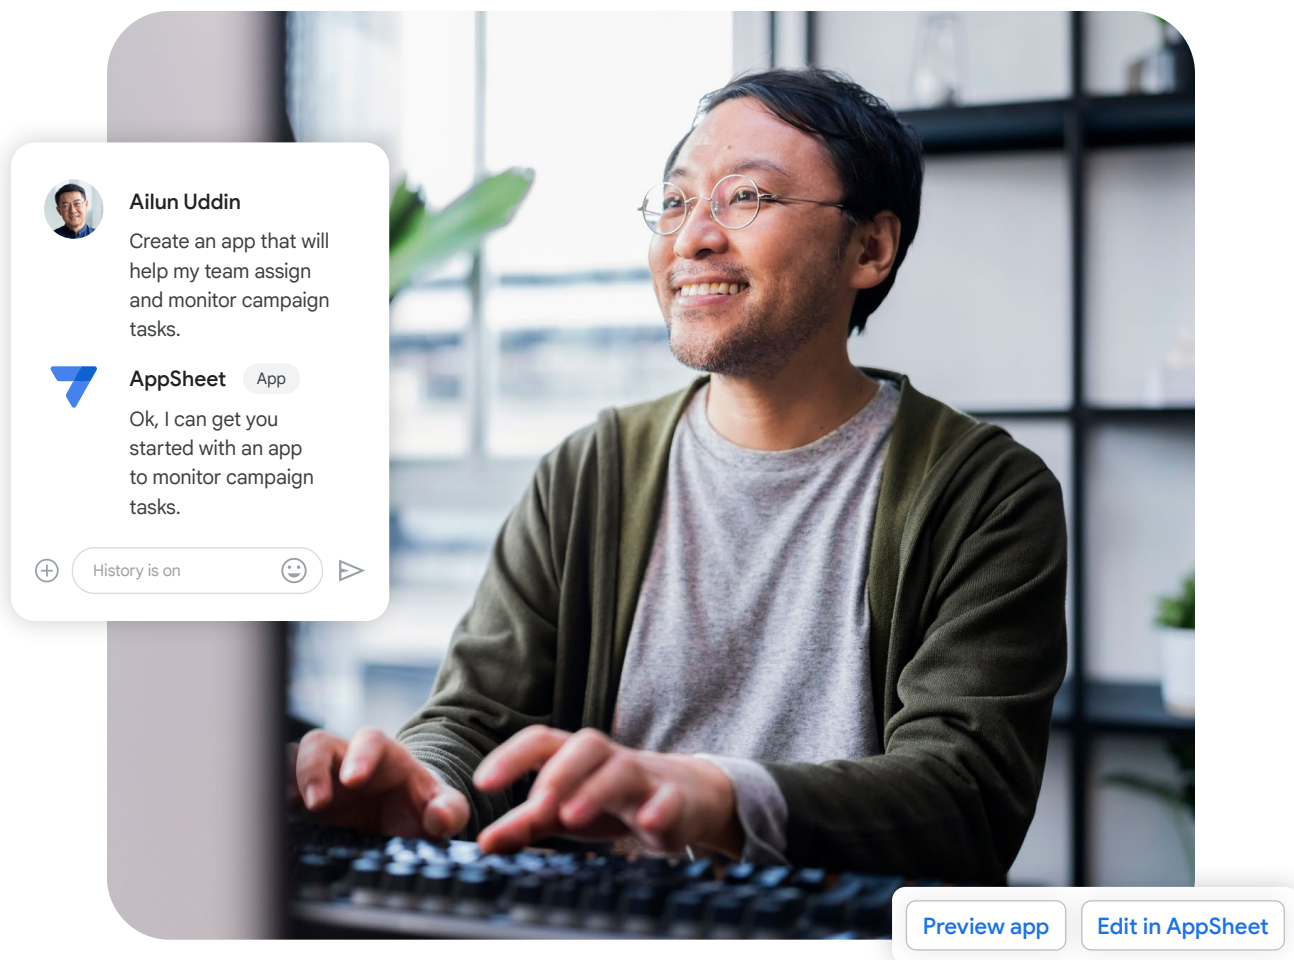 Ailun Uddin
Create an app that will
help my team assign
and monitor campaign
tasks.
AppSheet App
Ok, I can get you
started with an app
to monitor campaign
tasks.
History is on
Preview app
Edit in AppSheet